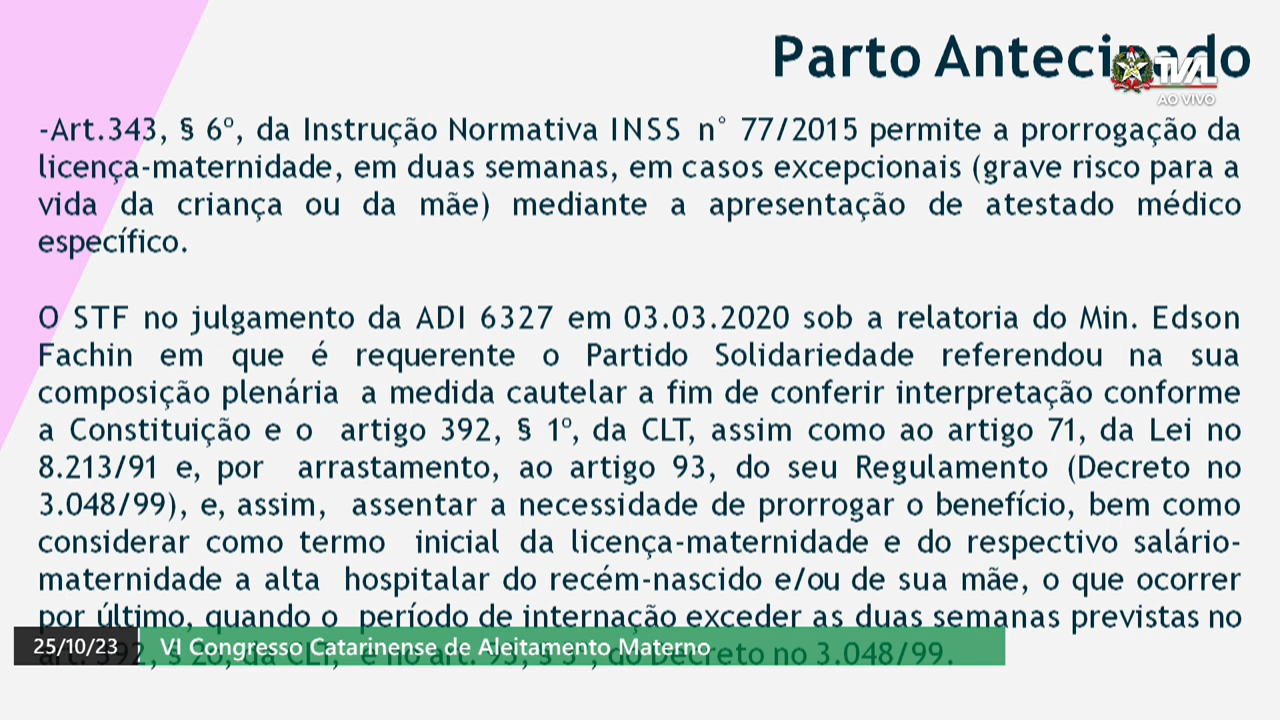 Parto Antecipado
TVAL
AO VIVO
-Art.343, § 6º, da Instrução Normativa INSS n° 77/2015 permite a prorrogação da
licença-maternidade, em duas semanas, em casos excepcionais (grave risco para a
vida da criança ou da mãe) mediante a apresentação de atestado médico
específico.
O STF no julgamento da ADI 6327 em 03.03.2020 sob a relatoria do Min. Edson
Fachin em que é requerente o Partido Solidariedade referendou na sua
composição plenária a medida cautelar a fim de conferir interpretação conforme
a Constituição e o artigo 392, § 1º, da CLT, assim como ao artigo 71, da Lei no
8.213/91 e, por arrastamento, ao artigo 93, do seu Regulamento (Decreto no
3.048/99), e, assim, assentar a necessidade de prorrogar o benefício, bem como
considerar como termo inicial da licença-maternidade e do respectivo salário-
maternidade a alta hospitalar do recém-nascido e/ou de sua mãe, o que ocorrer
por último, quando o período de internação exceder as duas semanas previstas no
art. 392, § 2o, da CLT, e no art. 93, § 3º, do Decreto no 3.048/99.
25/10/23 VI Congresso Catarinense de Aleitamento Materno